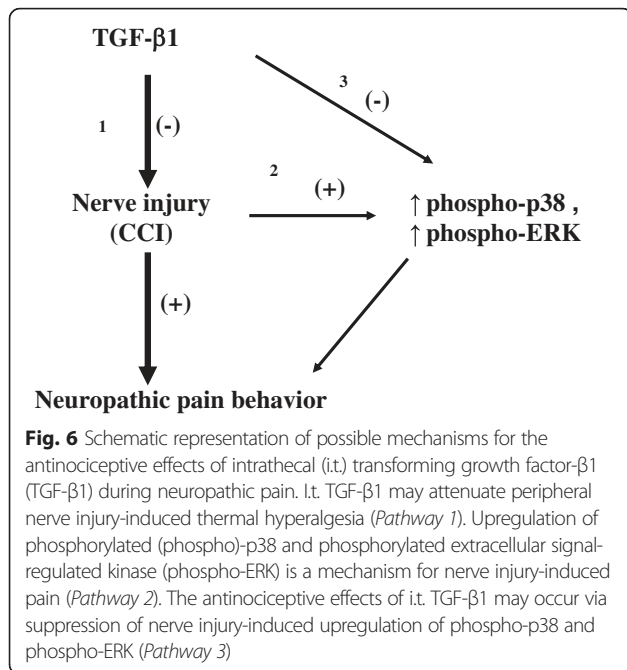 TGF-β1
3
(-)
1
(-)
2
Nerve injury
(CCI)
(+)
↑ phospho-p38 ,
↑ phospho-ERK
(+)
Neuropathic pain behavior
Fig. 6 Schematic representation of possible mechanisms for the
antinociceptive effects of intrathecal (i.t.) transforming growth factor-β1
(TGF-β1) during neuropathic pain. I.t. TGF-β1 may attenuate peripheral
nerve injury-induced thermal hyperalgesia (Pathway 1). Upregulation of
phosphorylated (phospho)-p38 and phosphorylated extracellular signal-
regulated kinase (phospho-ERK) is a mechanism for nerve injury-induced
pain (Pathway 2). The antinociceptive effects of i.t. TGF-β1 may occur via
suppression of nerve injury-induced upregulation of phospho-p38 and
phospho-ERK (Pathway 3)